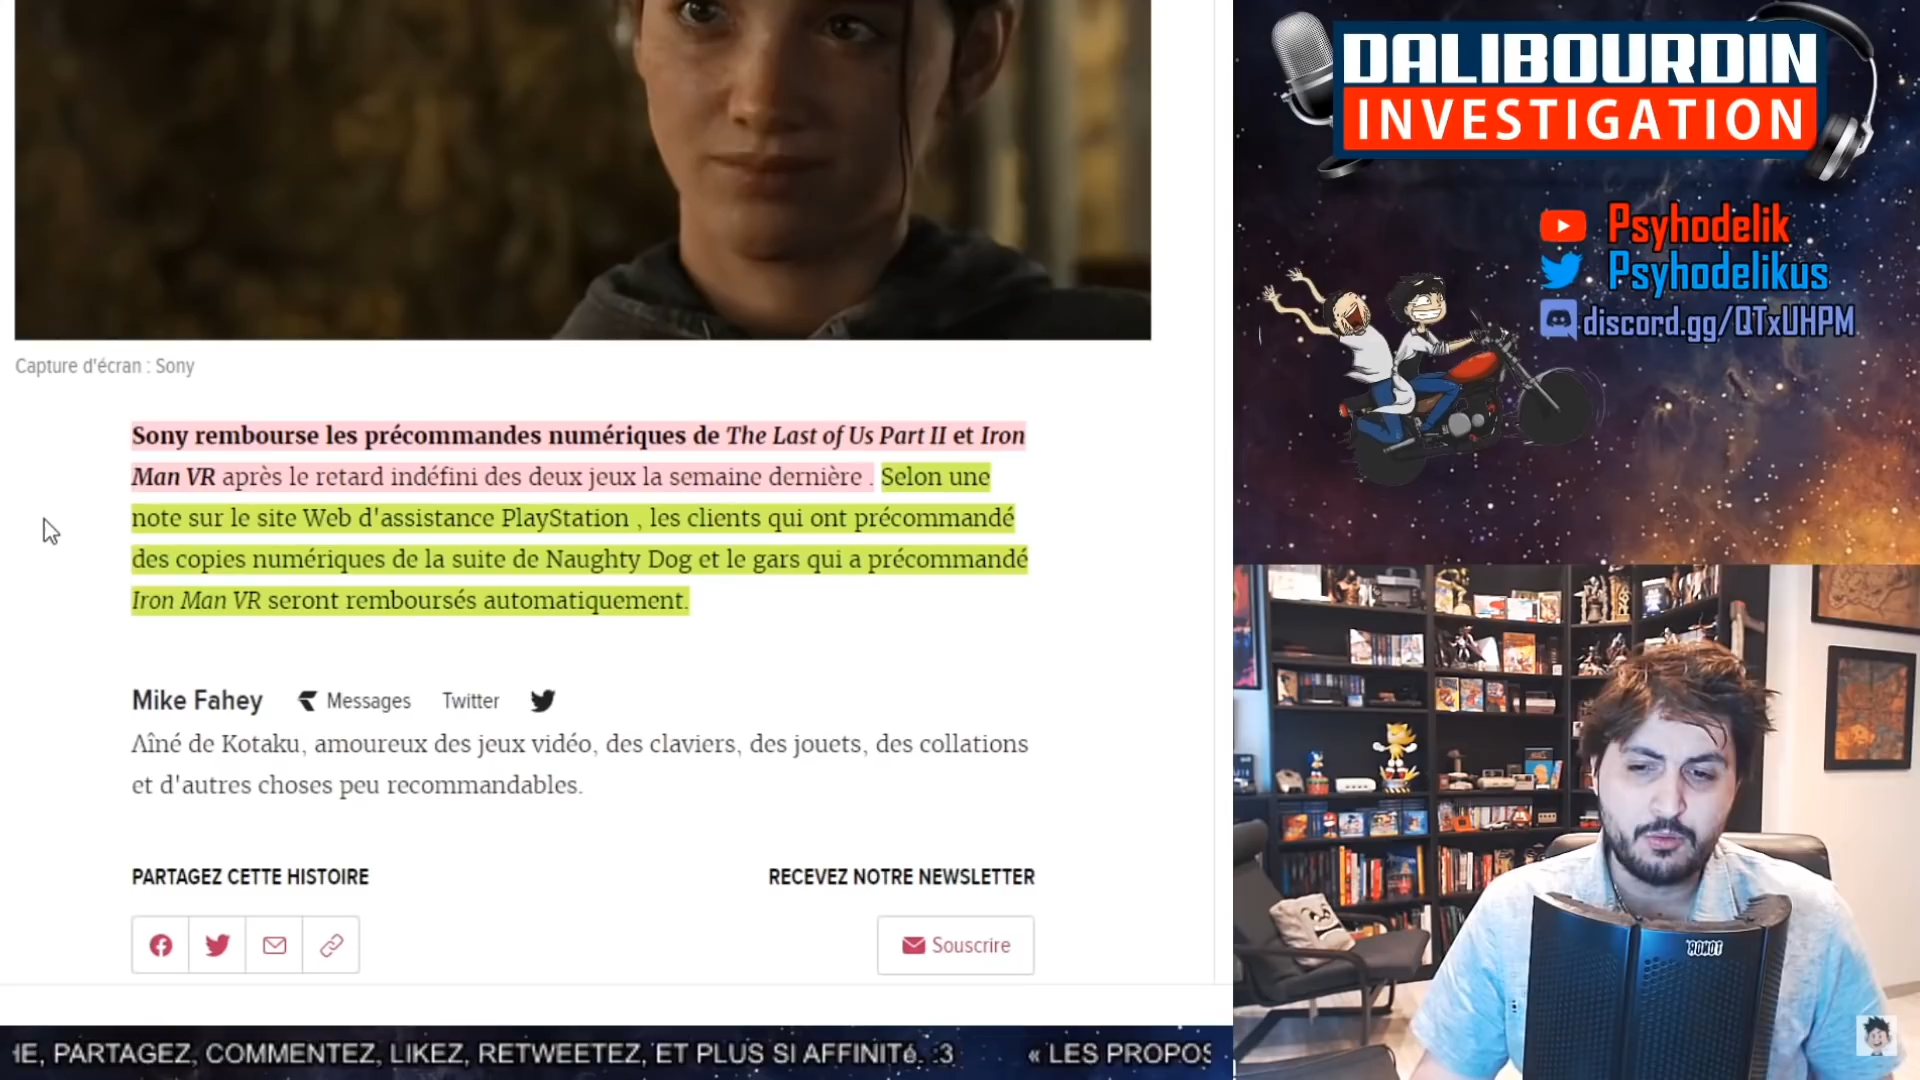 DALIBOURDIN
INVESTIGATION
Psyhodelik
Psyhodelikus
discord.gg/QTxUHPM
Capture d'écran : Sony
Sony rembourse les précommandes numériques de The Last of Us Part II et Iron
Man VR après le retard indéfini des deux jeux la semaine dernière . Selon une
note sur le site Web d'assistance PlayStation , les clients qui ont précommandé
des copies numériques de la suite de Naughty Dog et le gars qui a précommandé
Iron Man VR seront remboursés automatiquement.
Mike Fahey Messages Twitter
Aîné de Kotaku, amoureux des jeux vidéo, des claviers, des jouets, des collations
et d'autres choses peu recommandables.
PARTAGEZ CETTE HISTOIRE
RECEVEZ NOTRE NEWSLETTER
Souscrire
AOKOT
HE, PARTAGEZ, COMMENTEZ, LIKEZ, RETWEETEZ, ET PLUS SI AFFINITé. :3 « LES PROPOS